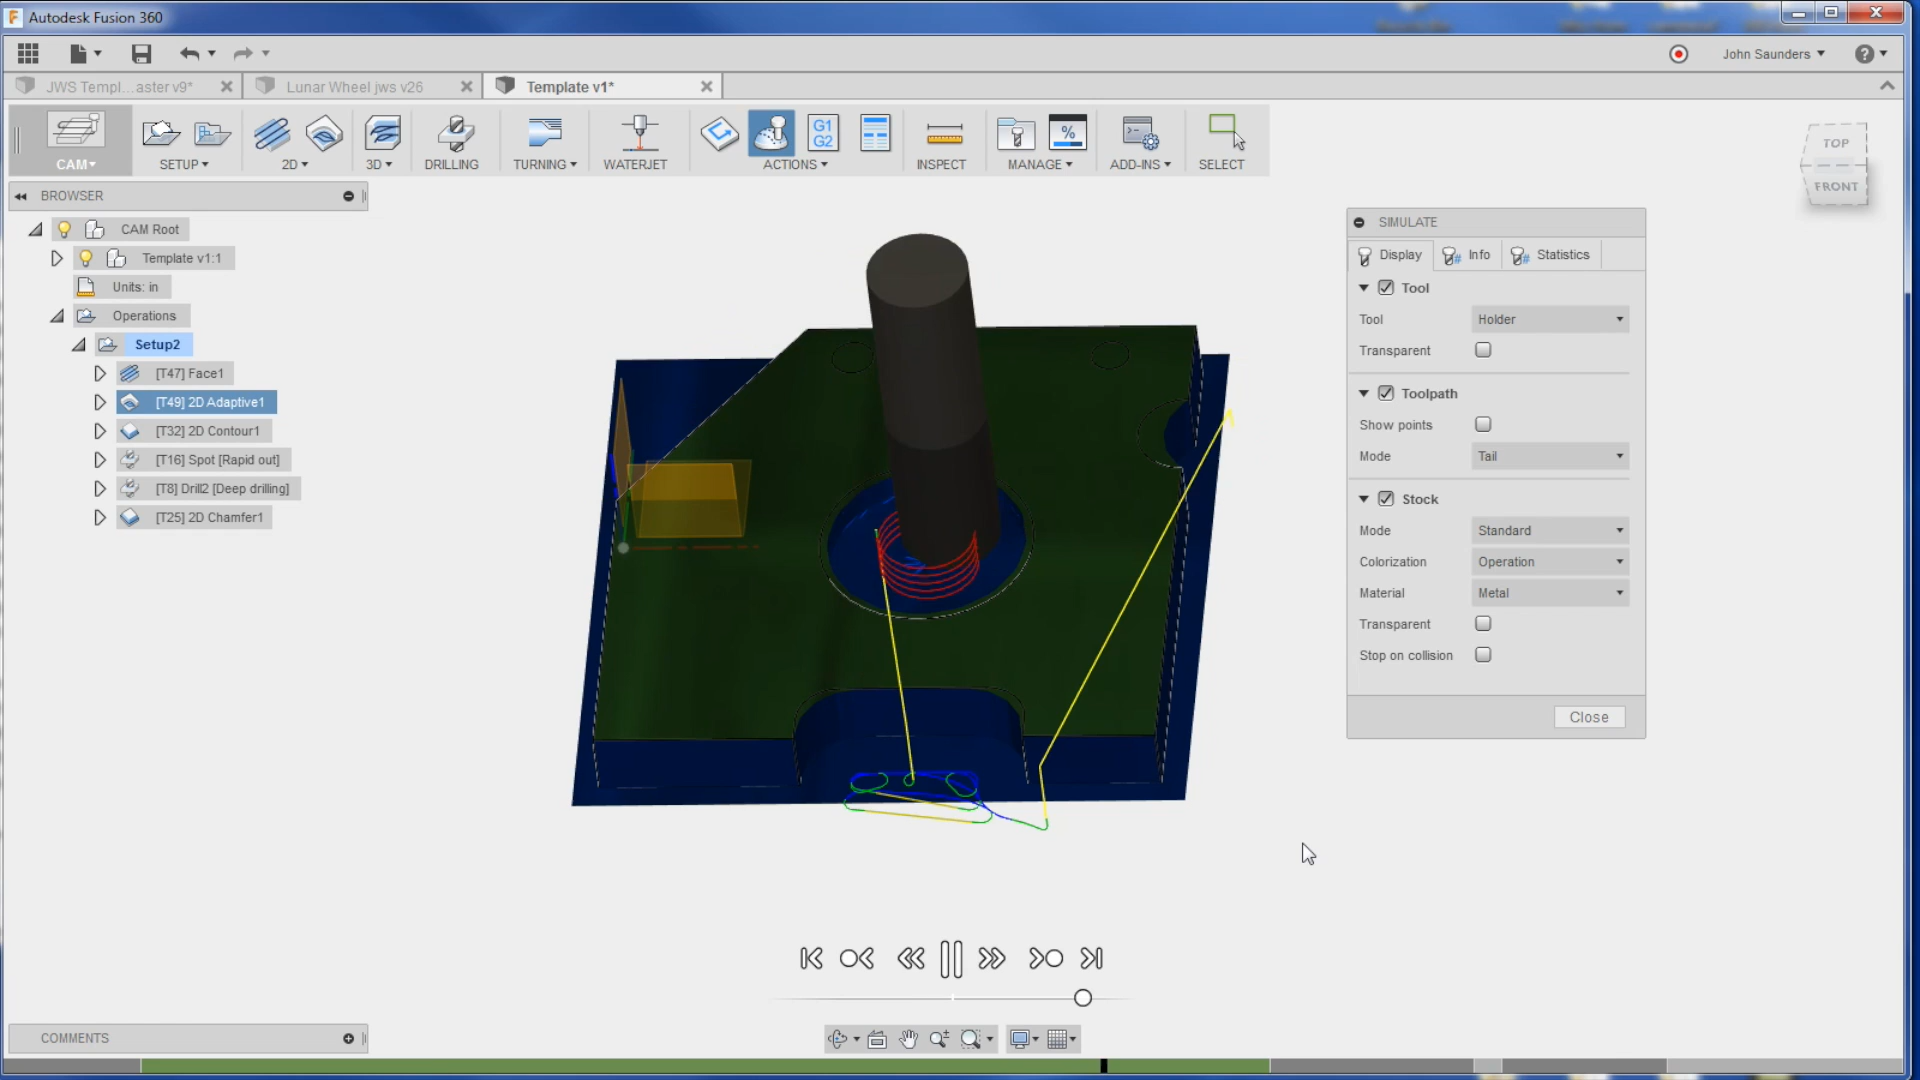 Autodesk Fusion 360
John Saunders
JWS Templ...aster v9*
Lunar Wheel jws v26
Template v1*
G1
G2
%
CAM
SETUP
2D
3D
DRILLING
TURNING
WATERJET
ACTIONS
INSPECT
MANAGE
ADD-INS
SELECT
TOP
FRONT
BROWSER
CAM Root
Template v1:1
Units: in
Operations
Setup2
[T47] Face1
[T49] 2D Adaptive1
[T32] 2D Contour1
[T16] Spot [Rapid out]
[T8] Drill2 [Deep drilling]
[T25] 2D Chamfer1
SIMULATE
Display
Info
Statistics
Tool
Tool Holder
Transparent
Toolpath
Show points
Mode Tail
Stock
Mode Standard
Colorization Operation
Material Metal
Transparent
Stop on collision
Close
COMMENTS